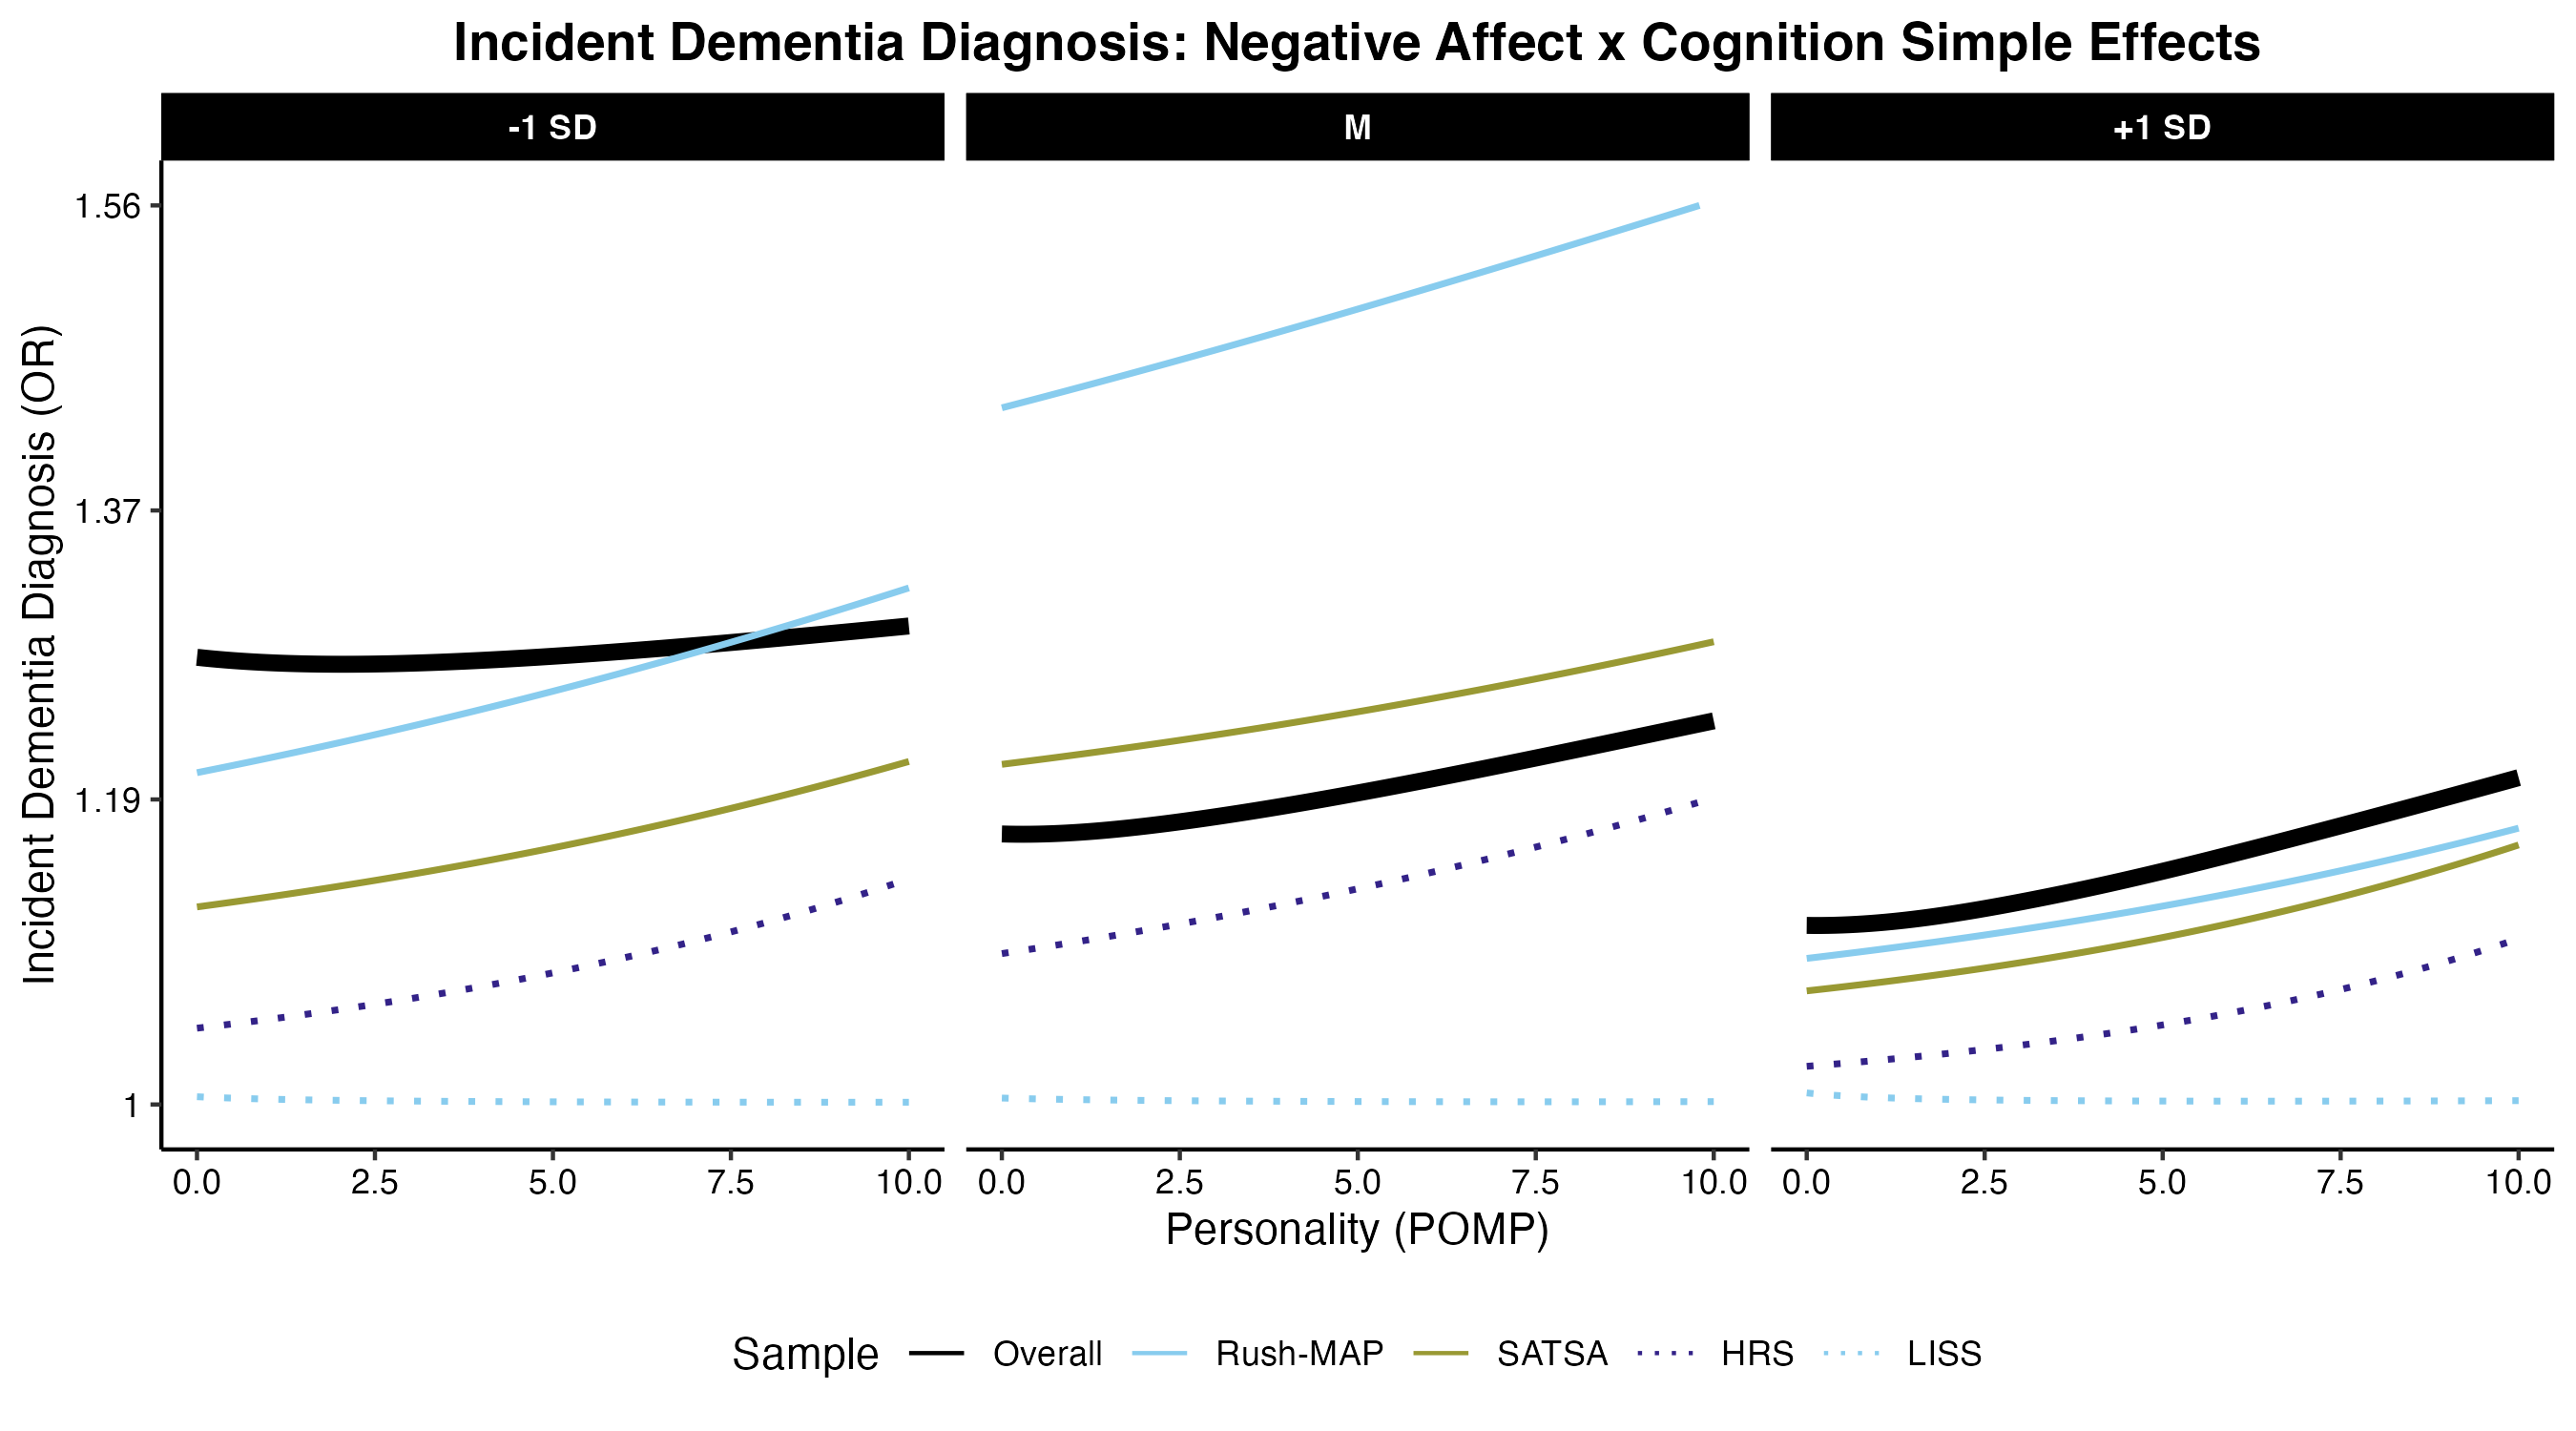 Incident Dementia Diagnosis: Negative Affect x Cognition Simple Effects
-1 SD
M
+1 SD
Incident Dementia Diagnosis (OR)
1.56
1.37
1.19
1
0.0 2.5 5.0 7.5 10.0
0.0 2.5 5.0 7.5 10.0
0.0 2.5 5.0 7.5 10.0
Personality (POMP)
Sample Overall Rush-MAP SATSA HRS LISS